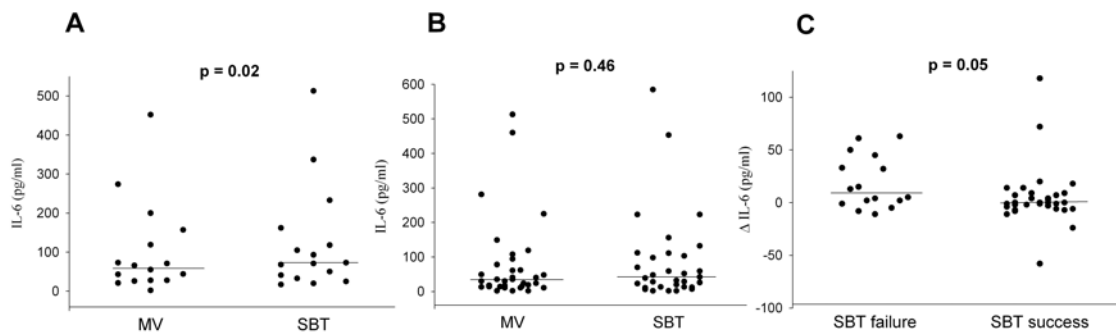 A
p = 0.02
IL-6 (pg/ml)
500
400
300
200
100
0
MV
SBT
B
p = 0.46
IL-6 (pg/ml)
600
500
400
300
200
100
0
MV
SBT
C
p = 0.05
Δ IL-6 (pg/ml)
100
50
0
-50
-100
SBT failure
SBT success